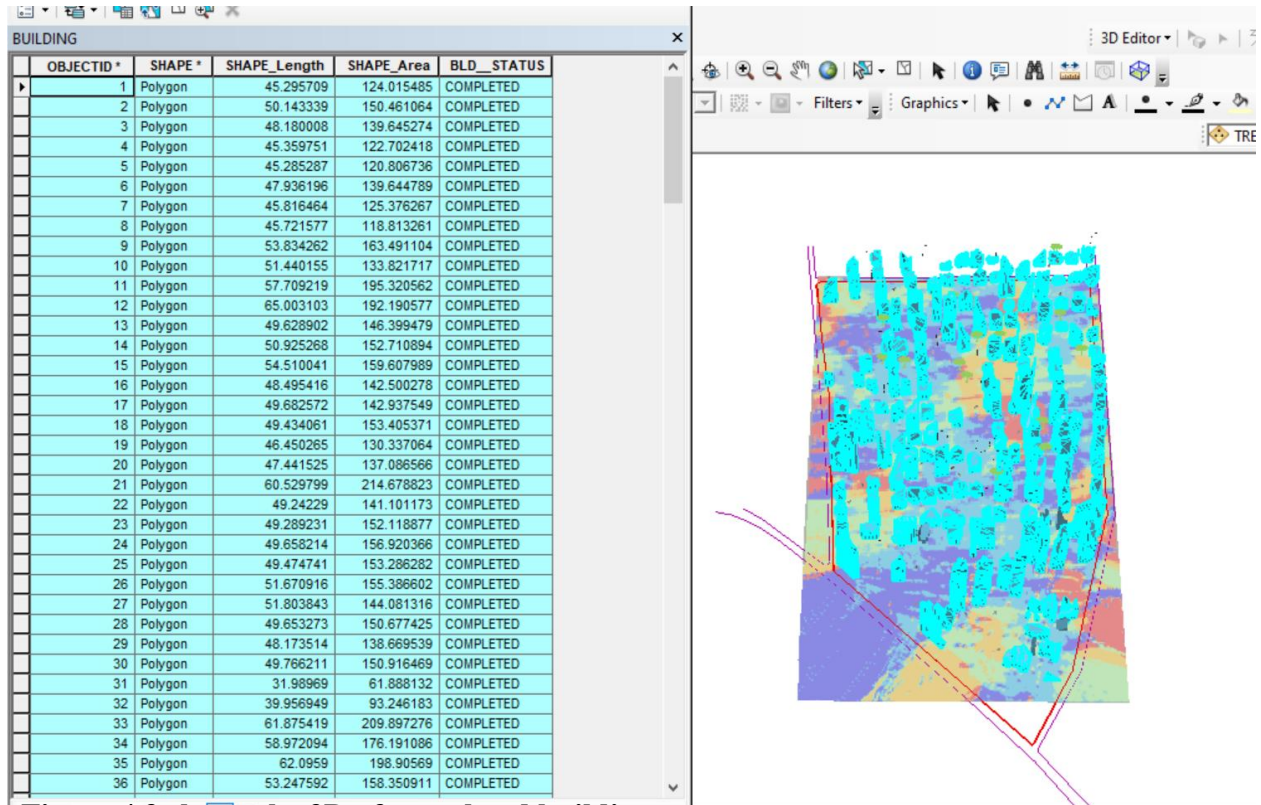 BUILDING
3D Editor
Filters Graphics A
TRE
OBJECTID * SHAPE * SHAPE_Length SHAPE_Area BLD__STATUS
1 Polygon 45.295709 124.015485 COMPLETED
2 Polygon 50.143339 150.461064 COMPLETED
3 Polygon 48.180008 139.645274 COMPLETED
4 Polygon 45.359751 122.702418 COMPLETED
5 Polygon 45.285287 120.806736 COMPLETED
6 Polygon 47.936196 139.644789 COMPLETED
7 Polygon 45.816464 125.376267 COMPLETED
8 Polygon 45.721577 118.813261 COMPLETED
9 Polygon 53.834262 163.491104 COMPLETED
10 Polygon 51.440155 133.821717 COMPLETED
11 Polygon 57.709219 195.320562 COMPLETED
12 Polygon 65.003103 192.190577 COMPLETED
13 Polygon 49.628902 146.399479 COMPLETED
14 Polygon 50.925268 152.710894 COMPLETED
15 Polygon 54.510041 159.607989 COMPLETED
16 Polygon 48.495416 142.500278 COMPLETED
17 Polygon 49.682572 142.937549 COMPLETED
18 Polygon 49.434061 153.405371 COMPLETED
19 Polygon 46.450265 130.337064 COMPLETED
20 Polygon 47.441525 137.086566 COMPLETED
21 Polygon 60.529799 214.678823 COMPLETED
22 Polygon 49.24229 141.101173 COMPLETED
23 Polygon 49.289231 152.118877 COMPLETED
24 Polygon 49.658214 156.920366 COMPLETED
25 Polygon 49.474741 153.286282 COMPLETED
26 Polygon 51.670916 155.386602 COMPLETED
27 Polygon 51.803843 144.081316 COMPLETED
28 Polygon 49.653273 150.677425 COMPLETED
29 Polygon 48.173514 138.669539 COMPLETED
30 Polygon 49.766211 150.916469 COMPLETED
31 Polygon 31.98969 61.888132 COMPLETED
32 Polygon 39.956949 93.246183 COMPLETED
33 Polygon 61.875419 209.897276 COMPLETED
34 Polygon 58.972094 176.191086 COMPLETED
35 Polygon 62.0959 198.90569 COMPLETED
36 Polygon 53.247592 158.350911 COMPLETED